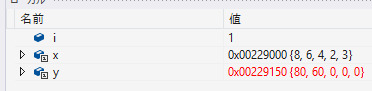 名前 値
i 1
x 0x00229000 {8, 6, 4, 2, 3}
y 0x00229150 {80, 60, 0, 0, 0}